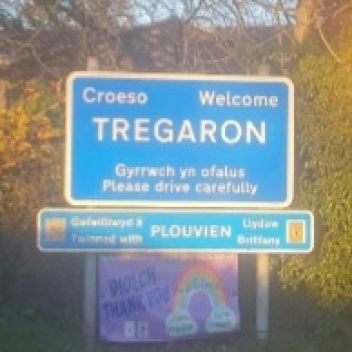 Croeso Welcome
TREGARON
Gyrrwch yn ofalus
Please drive carefully
Gefeilliwyd â
Twinned with
PLOUVIEN
Llydaw
Brittany
DIOLCH
THANK YOU